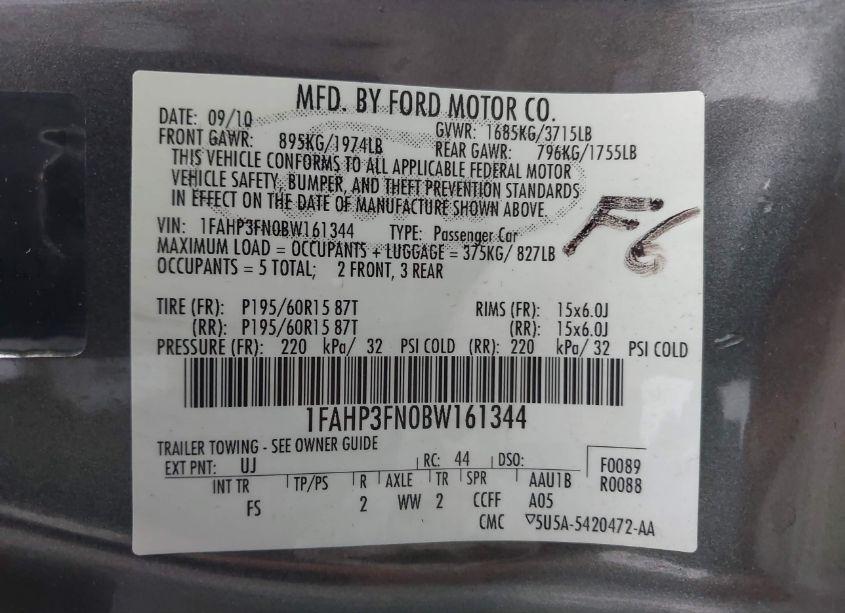 MFD. BY FORD MOTOR CO.
DATE: 09/10 GVWR: 1685KG/3715LB
FRONT GAWR: 895KG/1974LB REAR GAWR: 796KG/1755LB
THIS VEHICLE CONFORMS TO ALL APPLICABLE FEDERAL MOTOR
VEHICLE SAFETY, BUMPER, AND THEFT PREVENTION STANDARDS
IN EFFECT ON THE DATE OF MANUFACTURE SHOWN ABOVE.
F6
VIN: 1FAHP3FN0BW161344 TYPE: Passenger Car
MAXIMUM LOAD = OCCUPANTS + LUGGAGE = 375KG/ 827LB
OCCUPANTS = 5 TOTAL; 2 FRONT, 3 REAR
TIRE (FR): P195/60R15 87T RIMS (FR): 15x6.0J
(RR): P195/60R15 87T (RR): 15x6.0J
PRESSURE (FR): 220 kPa/ 32 PSI COLD (RR): 220 kPa/ 32 PSI COLD
1FAHP3FN0BW161344
TRAILER TOWING - SEE OWNER GUIDE
EXT PNT: UJ RC: 44 DSO: F0089
INT TR TP/PS R AXLE TR SPR AAU1B R0088
FS 2 WW 2 CCFF A05
CMC ▽5U5A-5420472-AA